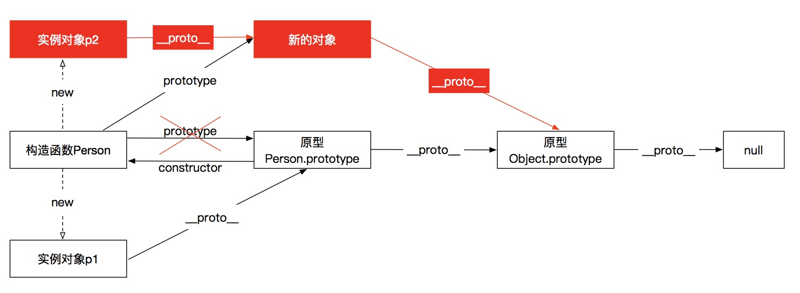 实例对象p2
__proto__
新的对象
__proto__
prototype
new
构造函数Person
prototype
constructor
原型
Person.prototype
__proto__
原型
Object.prototype
__proto__
null
new
__proto__
实例对象p1